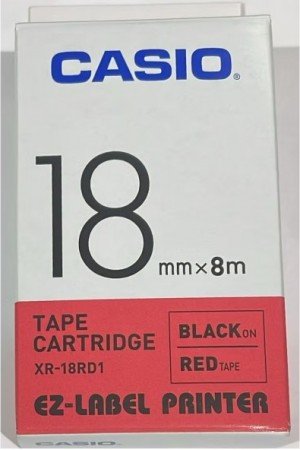 CASIO®
18 mm×8m
TAPE
CARTRIDGE
XR-18RD1
BLACK ON
RED TAPE
EZ-LABEL PRINTER
CASIO